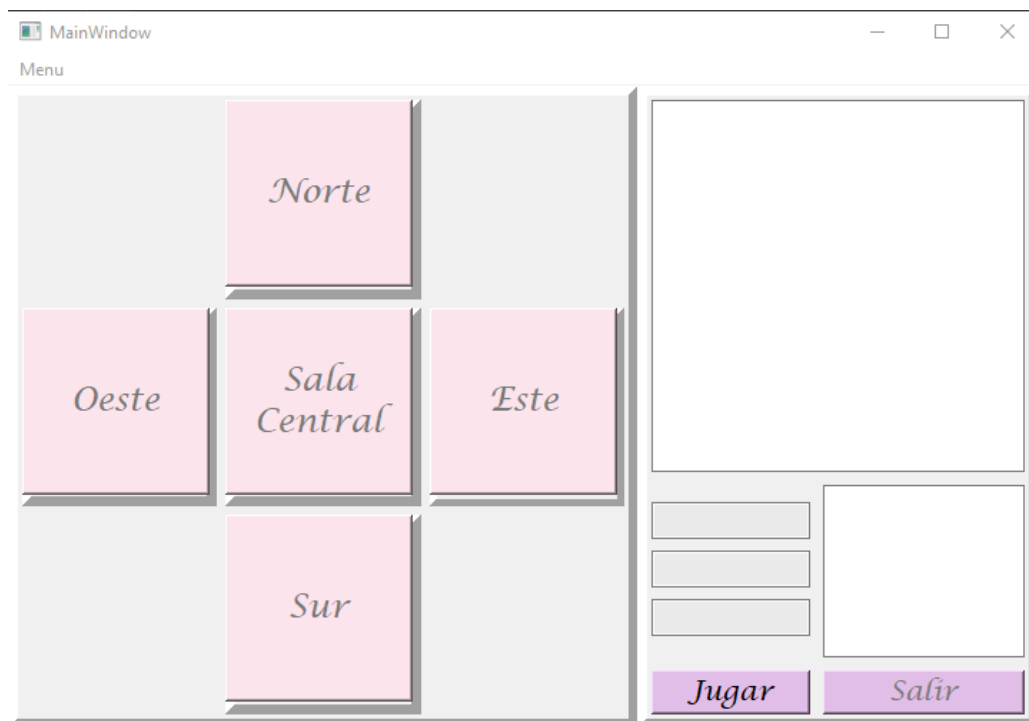 MainWindow
Menu
Norte
Oeste
Sala
Central
Este
Sur
Jugar
Salir